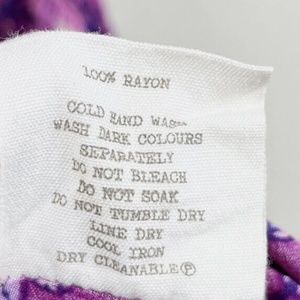 100% RAYON
COLD HAND WASH
WASH DARK COLOURS
SEPARATELY
DO NOT BLEACH
DO NOT SOAK
DO NOT TUMBLE DRY
LINE DRY
COOL IRON
DRY CLEANABLE Ⓟ